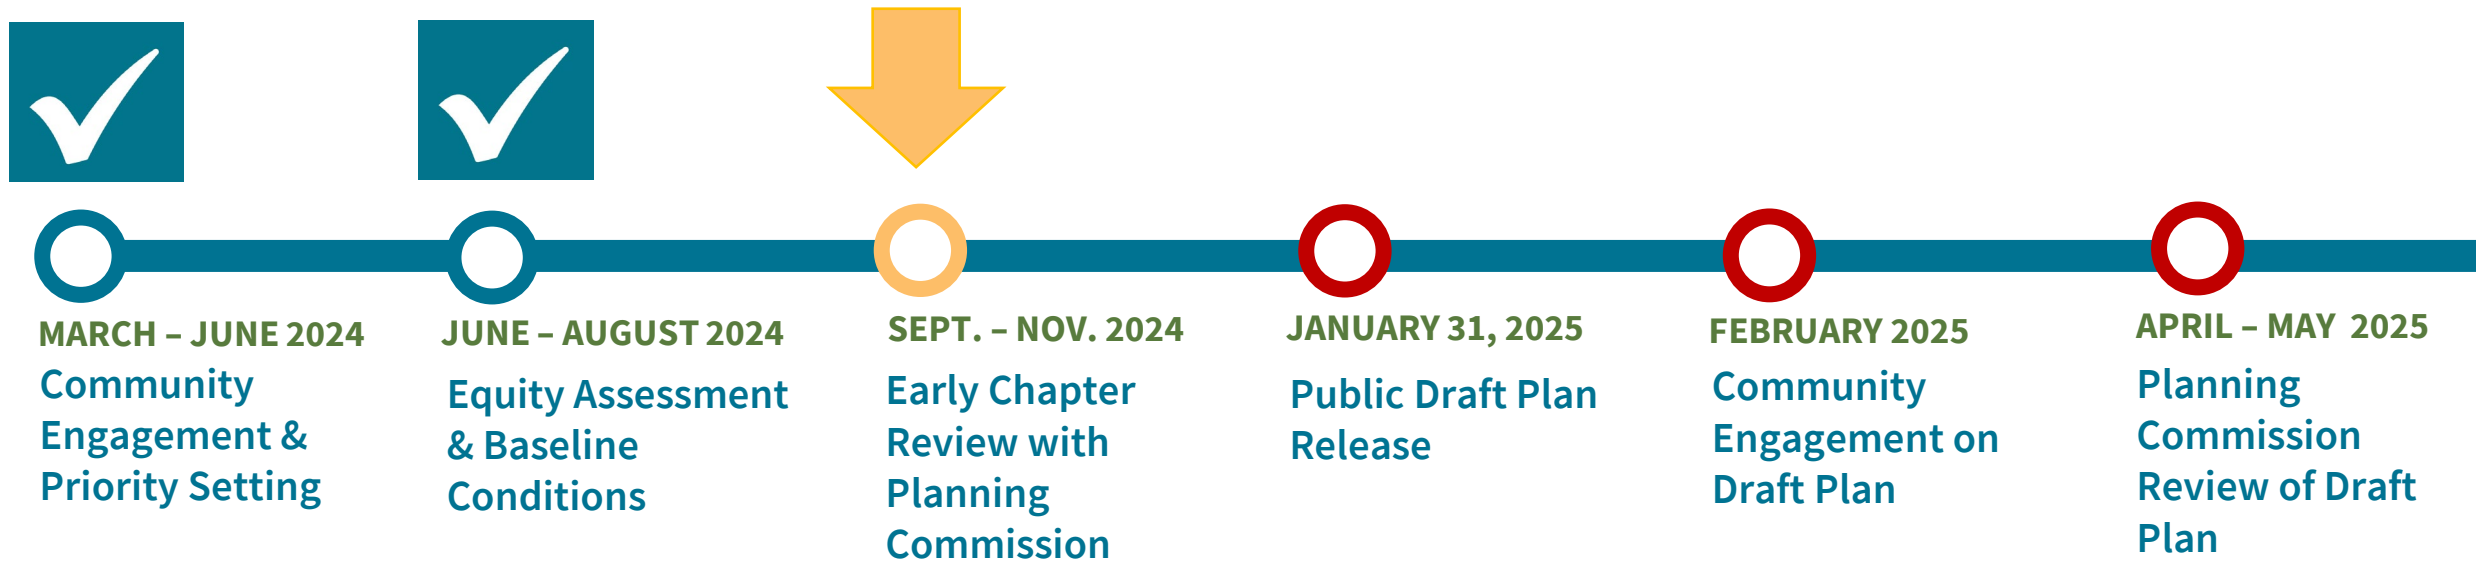 MARCH – JUNE 2024
Community
Engagement &
Priority Setting
JUNE – AUGUST 2024
Equity Assessment
& Baseline
Conditions
SEPT. – NOV. 2024
Early Chapter
Review with
Planning
Commission
JANUARY 31, 2025
Public Draft Plan
Release
FEBRUARY 2025
Community
Engagement on
Draft Plan
APRIL – MAY 2025
Planning
Commission
Review of Draft
Plan